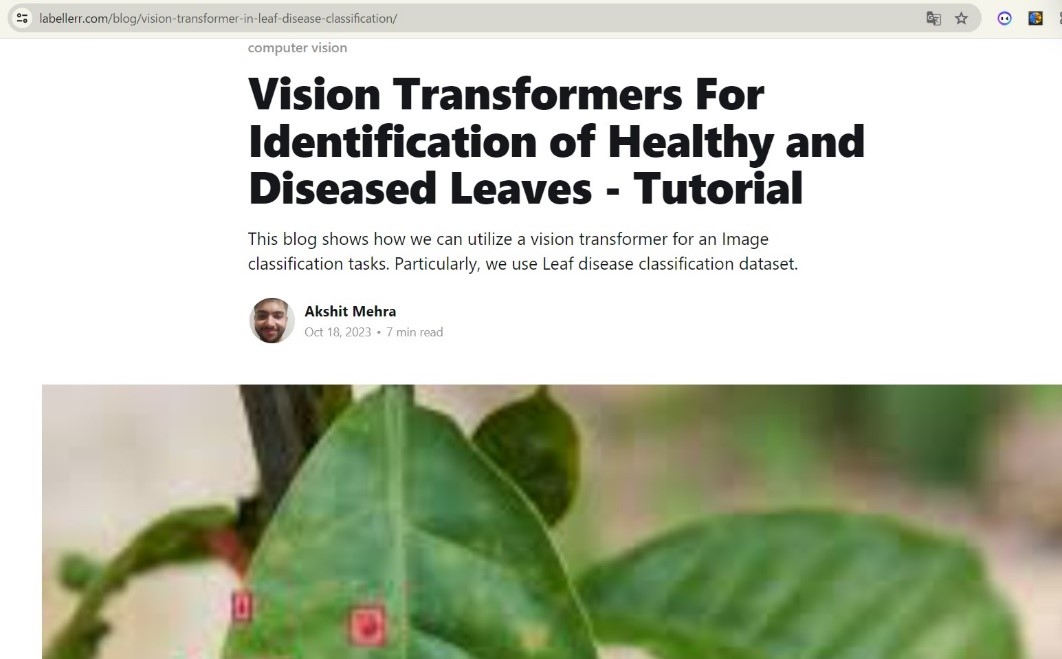 labellerr.com/blog/vision-transformer-in-leaf-disease-classification/
computer vision
Vision Transformers For
Identification of Healthy and
Diseased Leaves - Tutorial
This blog shows how we can utilize a vision transformer for an Image
classification tasks. Particularly, we use Leaf disease classification dataset.
Akshit Mehra
Oct 18, 2023 • 7 min read